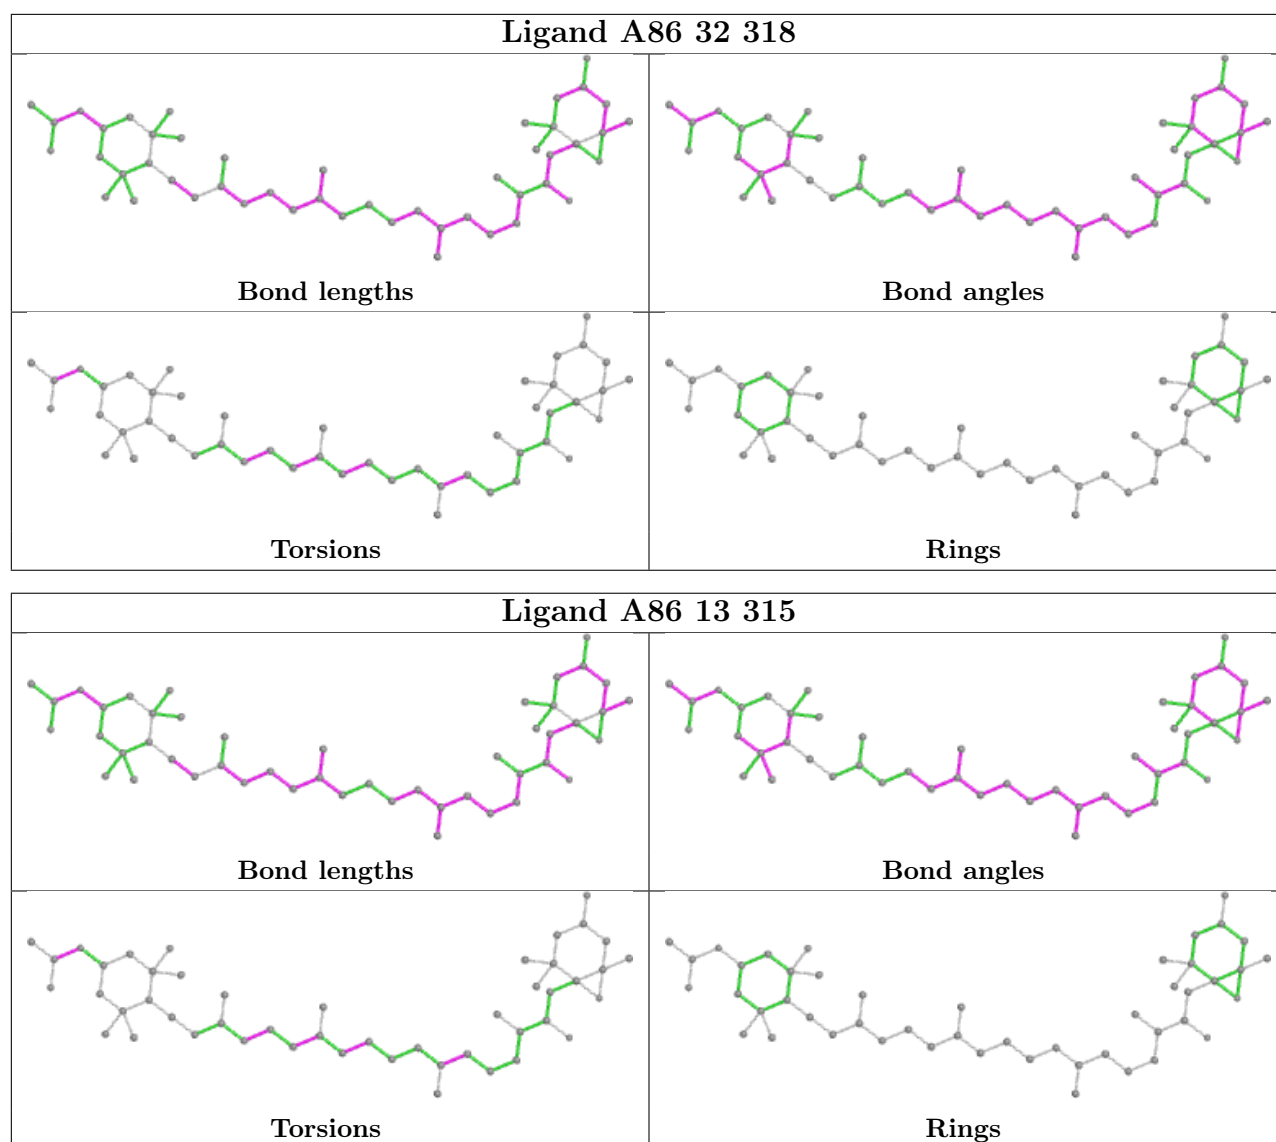 Ligand A86 32 318
Bond lengths
Bond angles
Torsions
Rings
Ligand A86 13 315
Bond lengths
Bond angles
Torsions
Rings